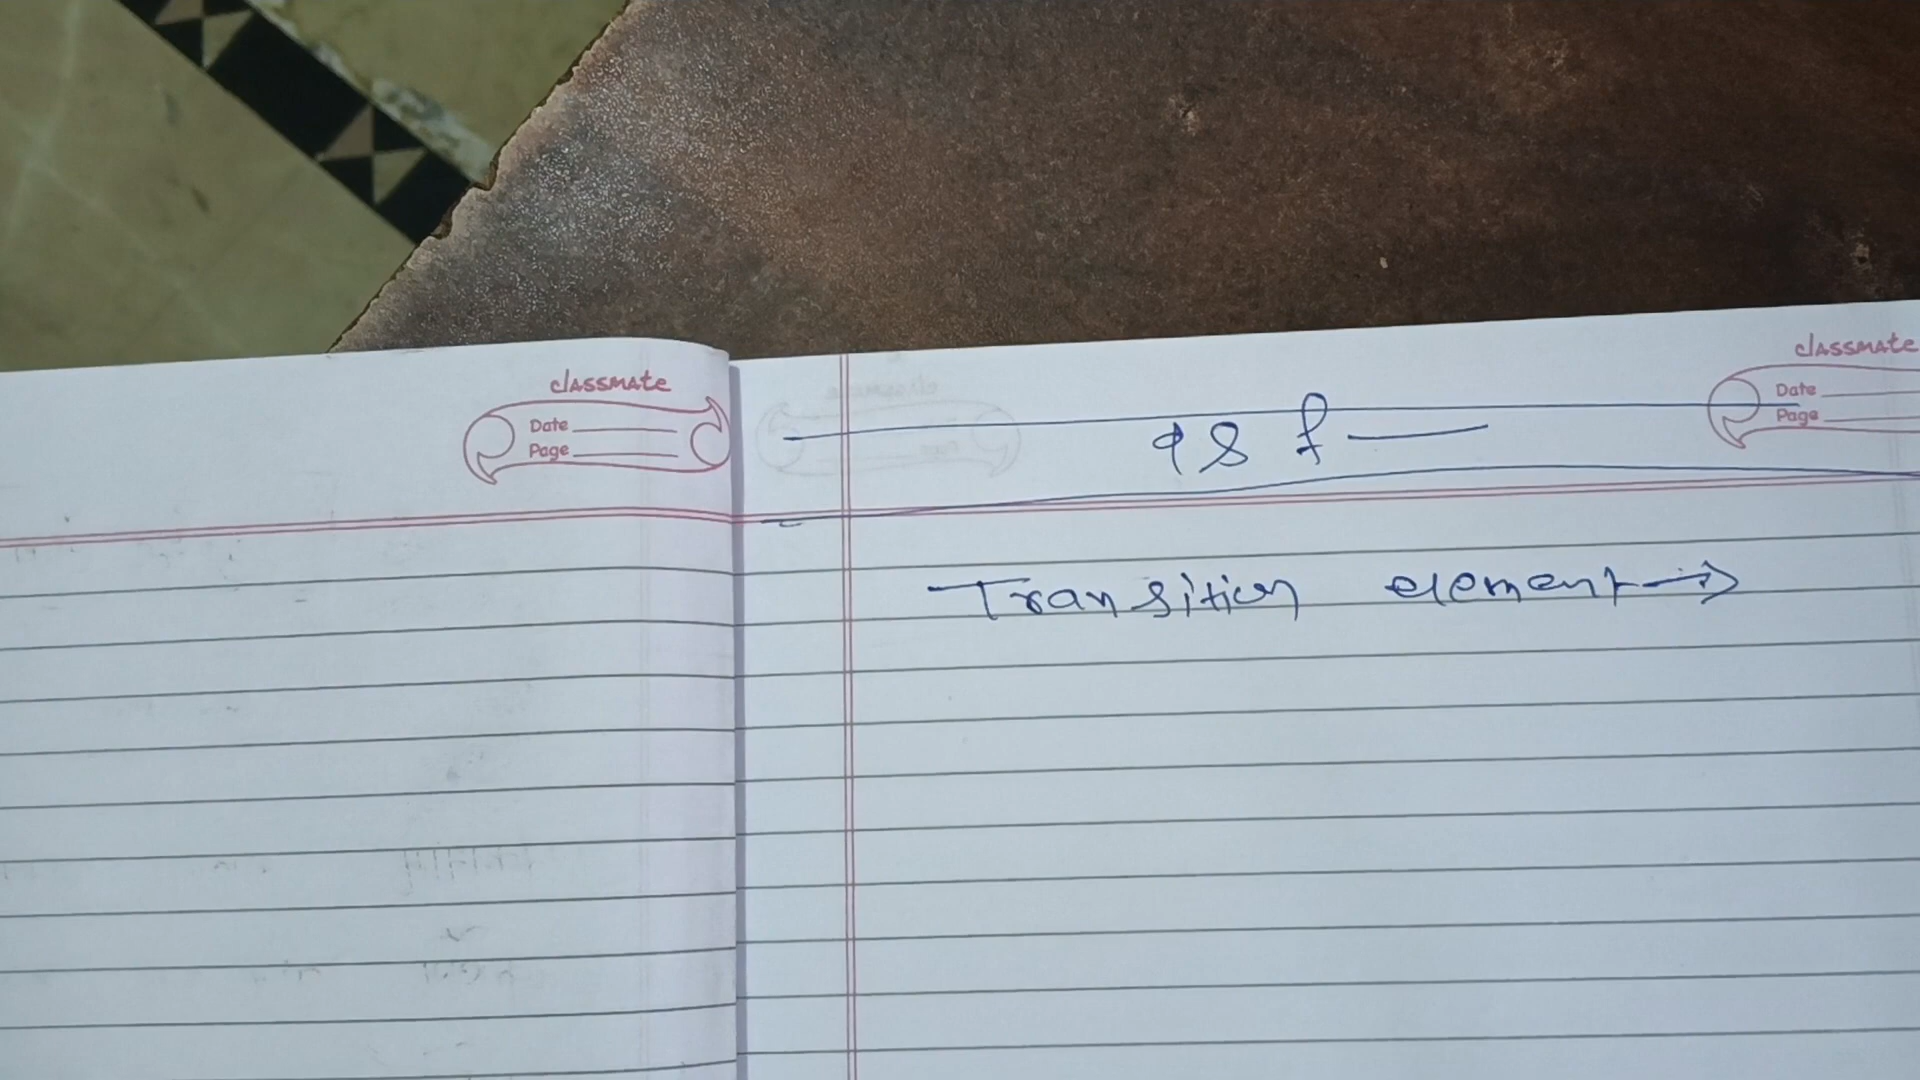 classmate
Date
Page
classmate
Date
Page
d & f
Transition element →